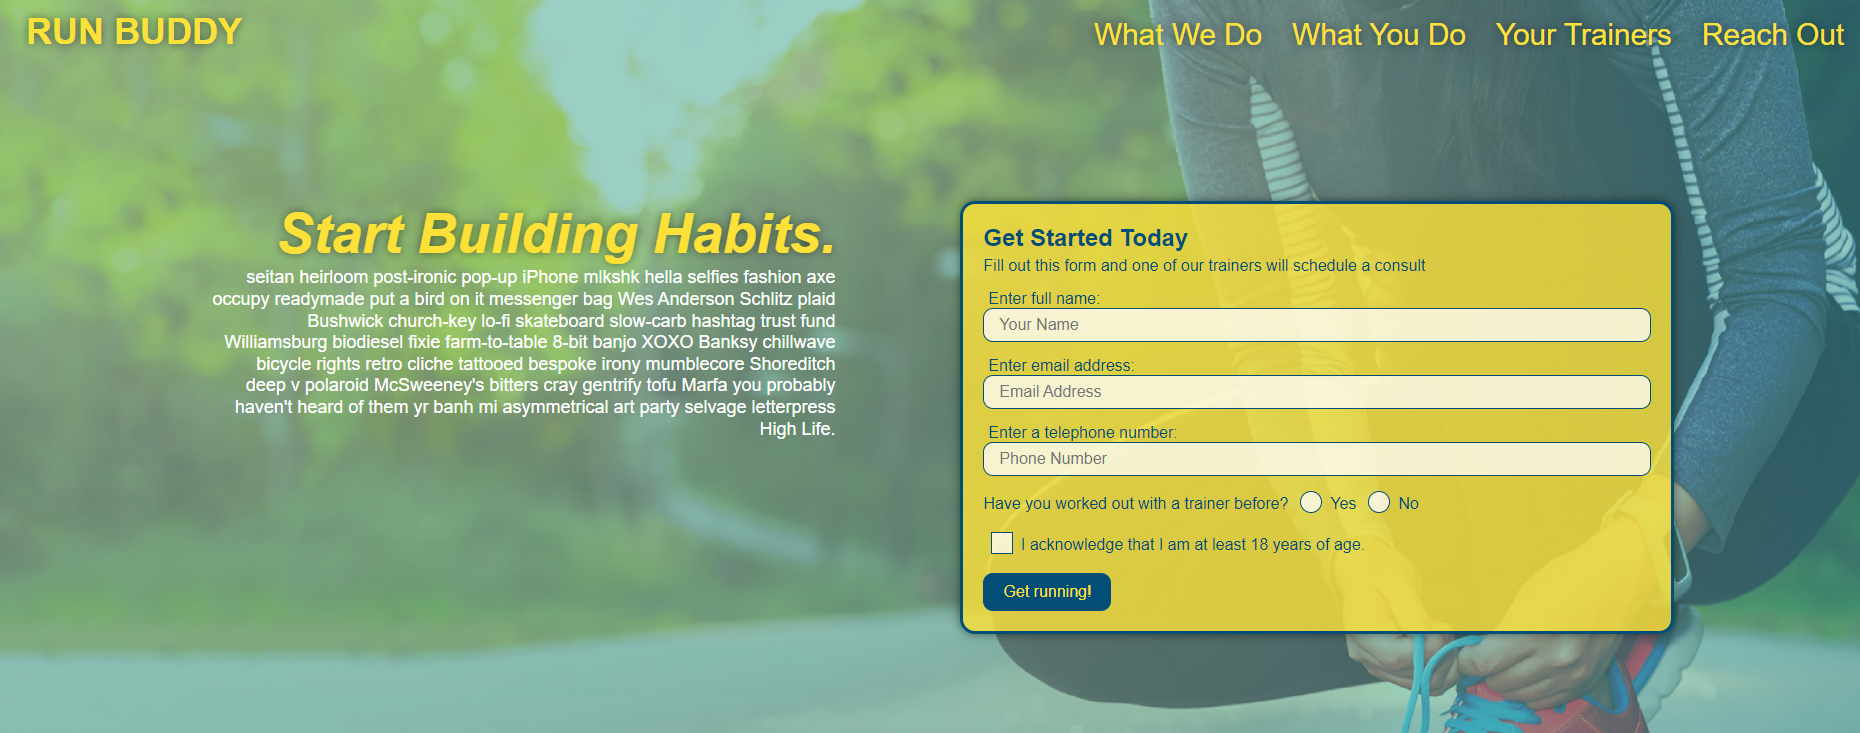 RUN BUDDY
What We Do What You Do Your Trainers Reach Out
Start Building Habits.
seitan heirloom post-ironic pop-up iPhone mlkshk hella selfies fashion axe
occupy readymade put a bird on it messenger bag Wes Anderson Schlitz plaid
Bushwick church-key lo-fi skateboard slow-carb hashtag trust fund
Williamsburg biodiesel fixie farm-to-table 8-bit banjo XOXO Banksy chillwave
bicycle rights retro cliche tattooed bespoke irony mumblecore Shoreditch
deep v polaroid McSweeney's bitters cray gentrify tofu Marfa you probably
haven't heard of them yr banh mi asymmetrical art party selvage letterpress
High Life.
Get Started Today
Fill out this form and one of our trainers will schedule a consult
Enter full name:
Your Name
Enter email address:
Email Address
Enter a telephone number:
Phone Number
Have you worked out with a trainer before? Yes No
I acknowledge that I am at least 18 years of age.
Get running!